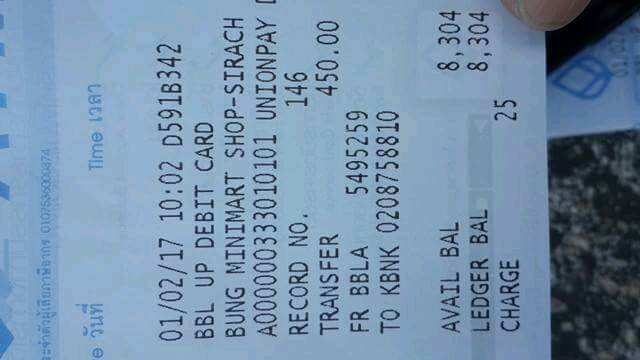 e วันที่ Time เวลา
01/02/17 10:02 D591B342
BBL UP DEBIT CARD
BUNG MINIMART SHOP-SIRACH
A0000003330101 01 UNIONPAY D
RECORD NO. 146
TRANSFER 450.00
FR BBLA 5495259
TO KBNK 0208758810
AVAIL BAL 8,304
LEDGER BAL 8,304
CHARGE 25